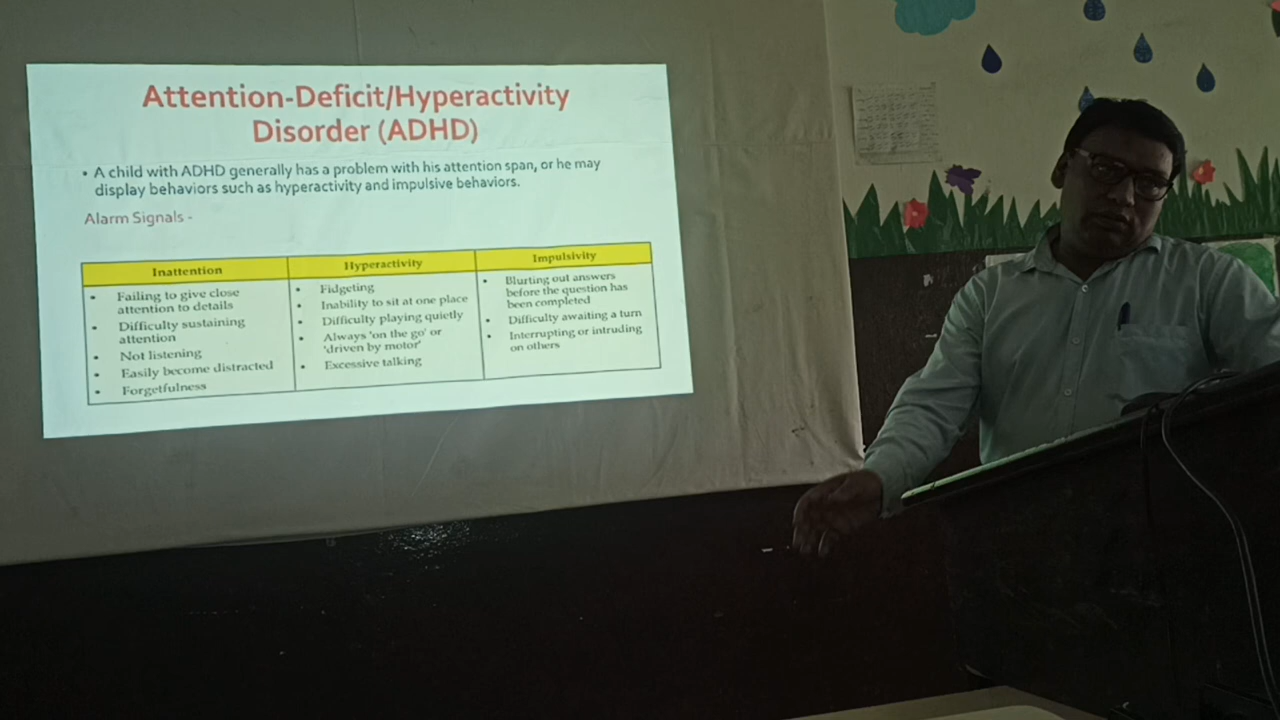 Attention-Deficit/Hyperactivity
Disorder (ADHD)
• A child with ADHD generally has a problem with his attention span, or he may
display behaviors such as hyperactivity and impulsive behaviors.
Alarm Signals -
Inattention
• Failing to give close
attention to details
• Difficulty sustaining
attention
• Not listening
• Easily become distracted
• Forgetfulness
Hyperactivity
• Fidgeting
• Inability to sit at one place
• Difficulty playing quietly
• Always 'on the go' or
'driven by motor'
• Excessive talking
Impulsivity
• Blurting out answers
before the question has
been completed
• Difficulty awaiting a turn
• Interrupting or intruding
on others